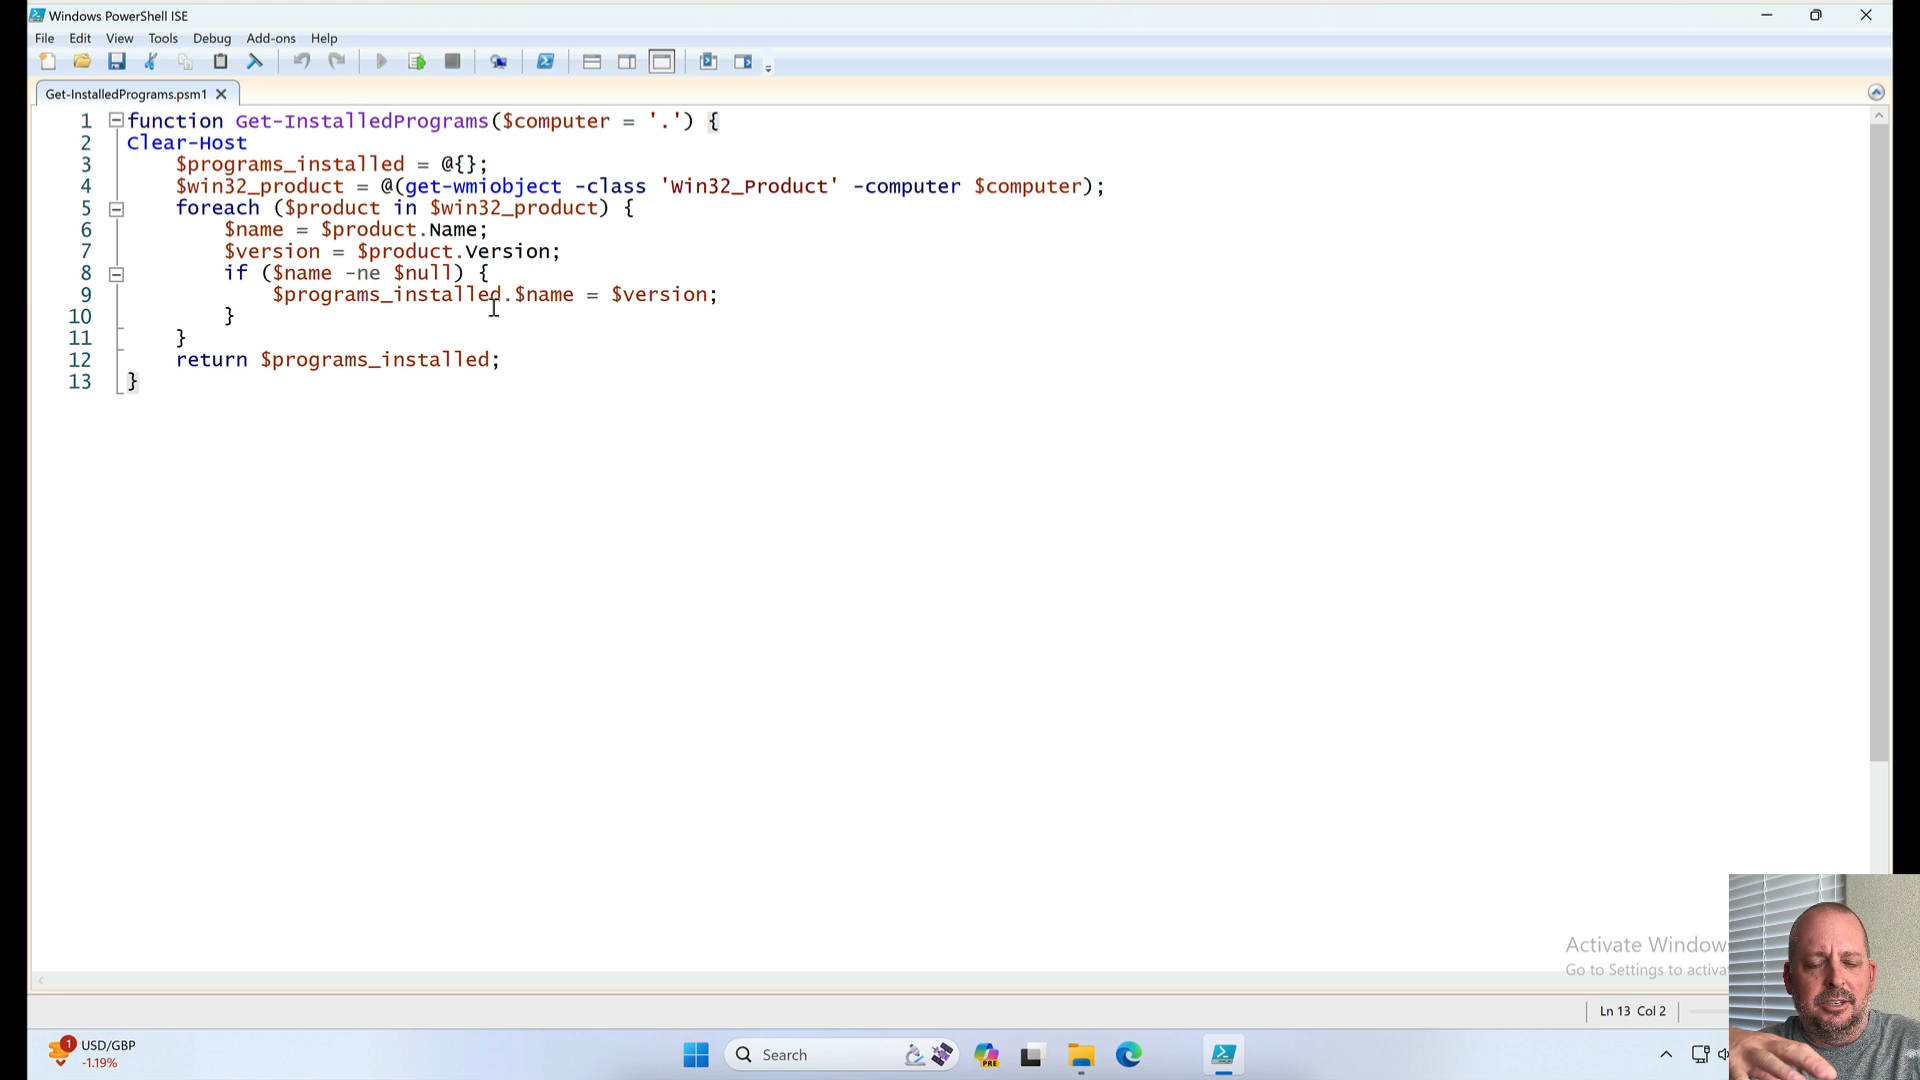 Windows PowerShell ISE
File Edit View Tools Debug Add-ons Help
Get-InstalledPrograms.psm1
1 function Get-InstalledPrograms($computer = '.') {
2 Clear-Host
3 $programs_installed = @{};
4 $win32_product = @(get-wmiobject -class 'Win32_Product' -computer $computer);
5 foreach ($product in $win32_product) {
6 $name = $product.Name;
7 $version = $product.Version;
8 if ($name -ne $null) {
9 $programs_installed.$name = $version;
10 }
11 }
12 return $programs_installed;
13 }
Activate Window
Go to Settings to activa
Ln 13 Col 2
1 USD/GBP
-1.19%
Search
PRE